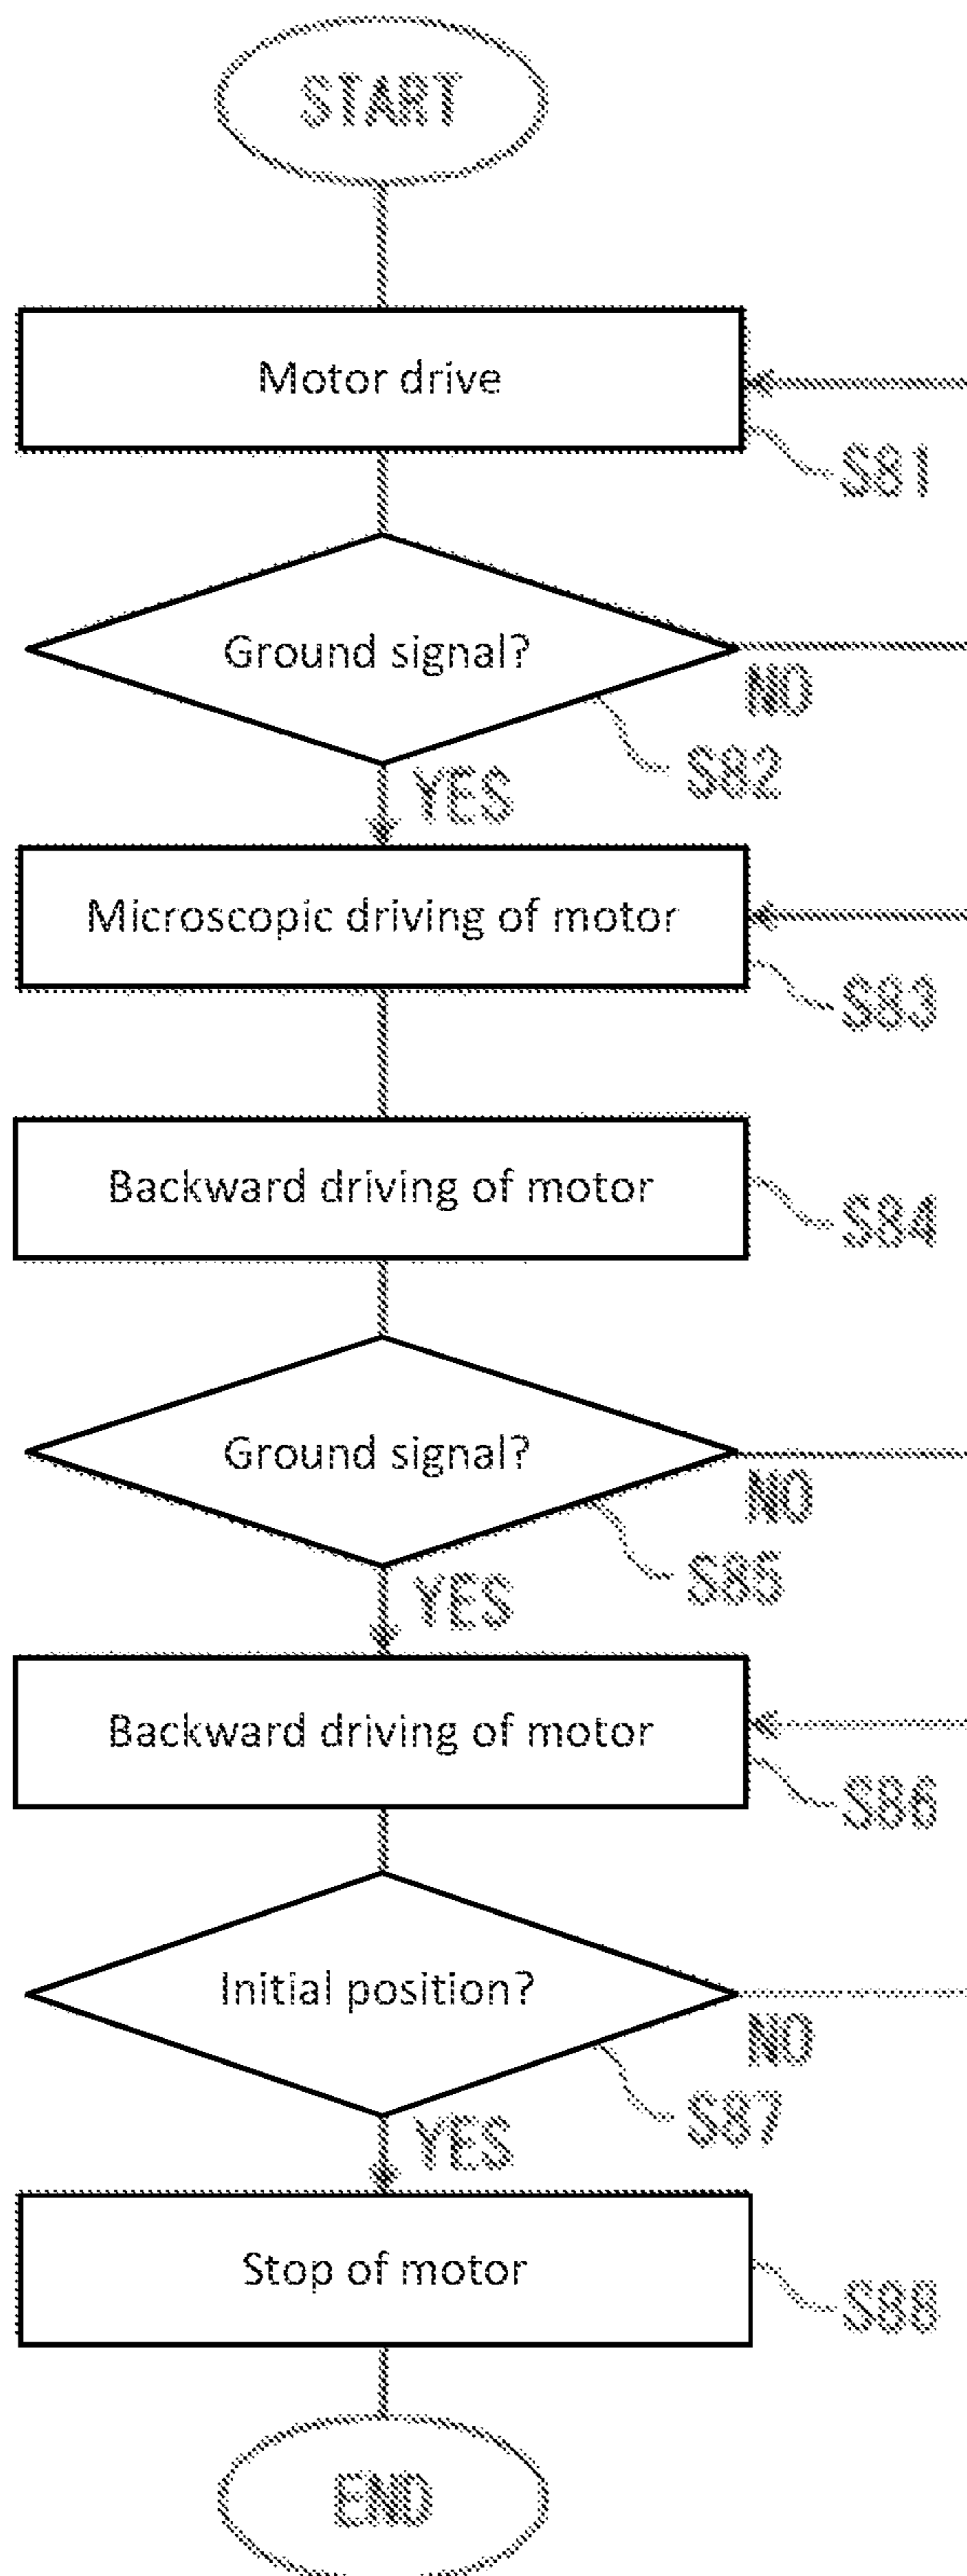 START
Motor drive
S81
Ground signal?
NO
S82
YES
Microscopic driving of motor
S83
Backward driving of motor
S84
Ground signal?
NO
S85
YES
Backward driving of motor
S86
Initial position?
NO
S87
YES
Stop of motor
S88
END